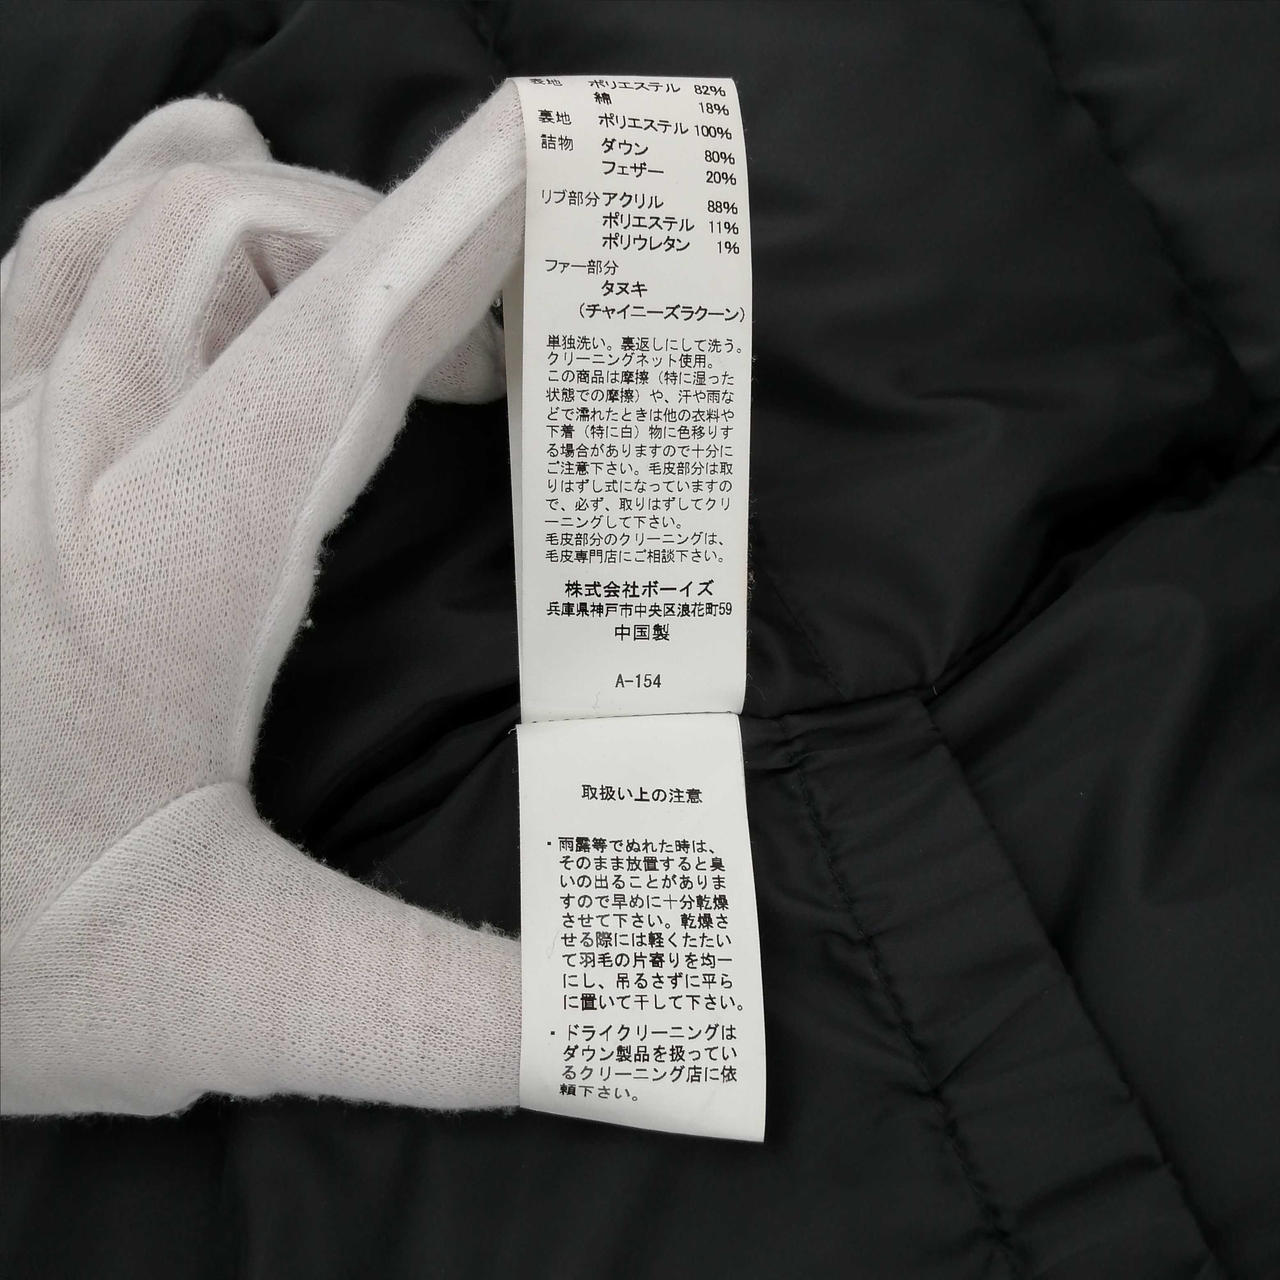 表地 ポリエステル 82%
綿 18%
裏地 ポリエステル 100%
詰物 ダウン 80%
フェザー 20%
リブ部分 アクリル 88%
ポリエステル 11%
ポリウレタン 1%
ファー部分
タヌキ
(チャイニーズラクーン)
単独洗い。裏返しにして洗う。
クリーニングネット使用。
この商品は摩擦（特に湿った
状態での摩擦）や、汗や雨な
どで濡れたときは他の衣料や
下着（特に白）物に色移りす
る場合がありますので十分に
ご注意下さい。毛皮部分は取
りはずし式になっていますの
で、必ず、取りはずしてクリ
ーニングして下さい。
毛皮部分のクリーニングは、
毛皮専門店にご相談下さい。
株式会社ボーイズ
兵庫県神戸市中央区浪花町59
中国製
A-154
取扱い上の注意
・雨露等でぬれた時は、
そのまま放置すると臭
いの出ることがありま
すので早めに十分乾燥
させて下さい。乾燥さ
せる際には軽くたたい
て羽毛の片寄りを均一
にし、吊るさずに平ら
に置いて干して下さい。
・ドライクリーニングは
ダウン製品を扱ってい
るクリーニング店に依
頼下さい。